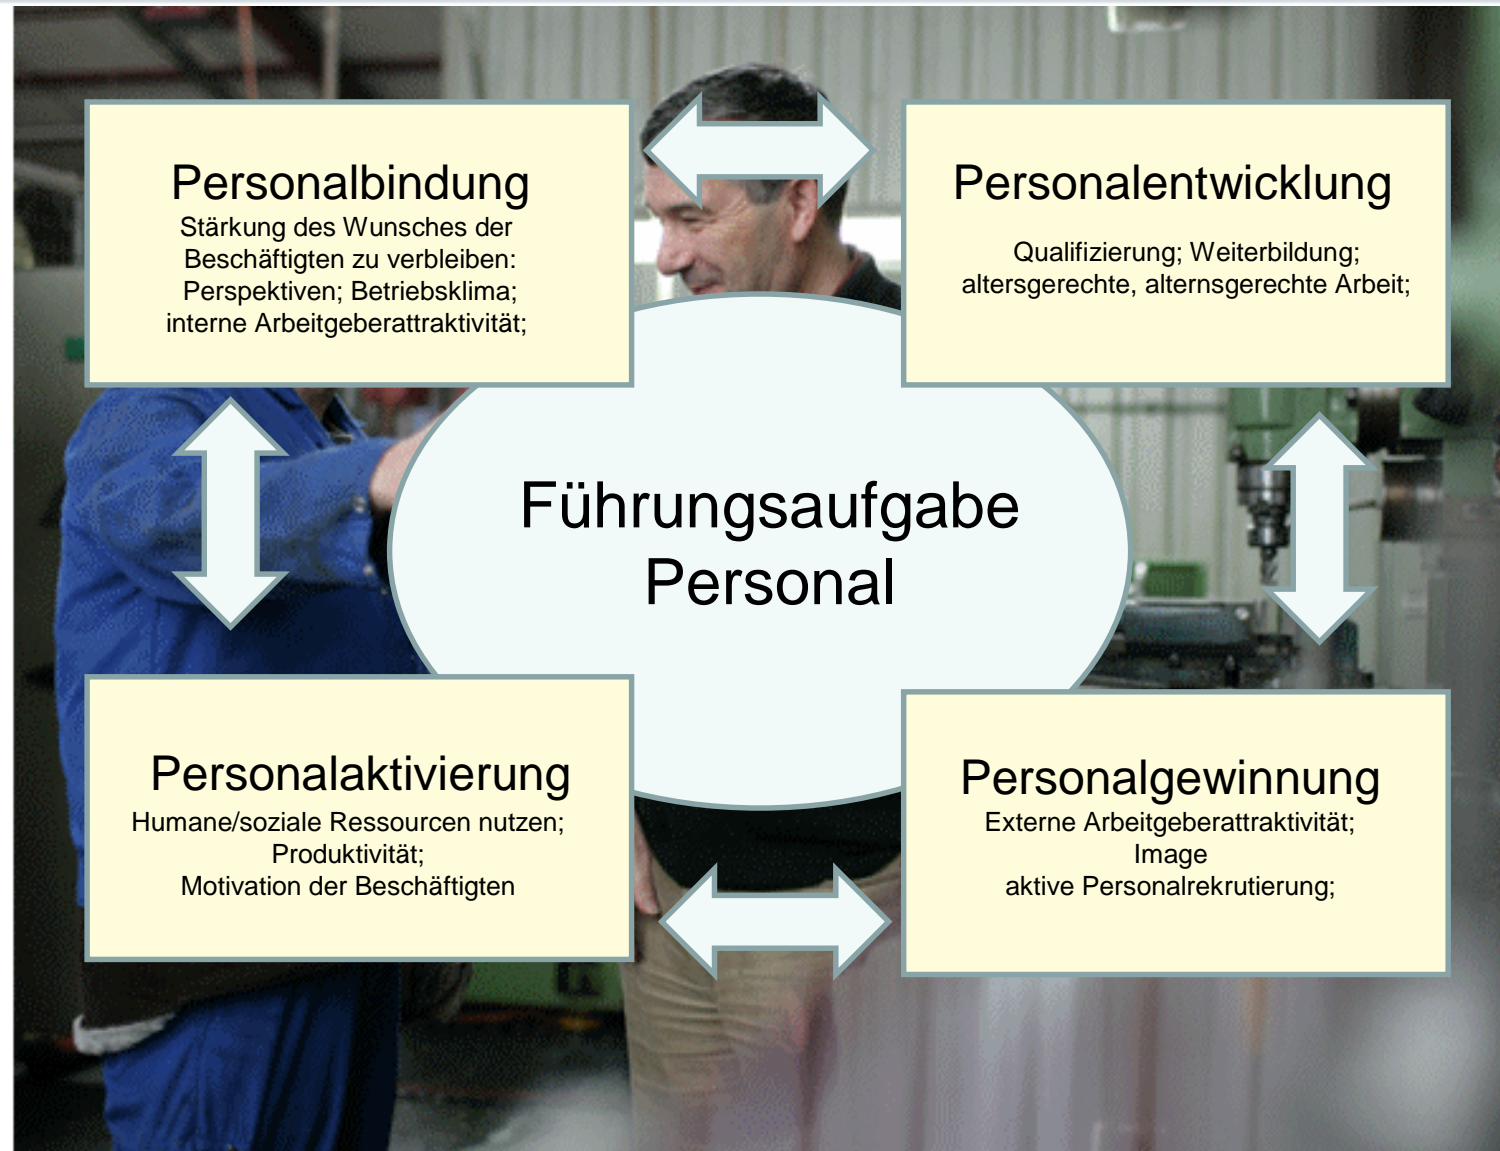 Personalbindung
Stärkung des Wunsches der
Beschäftigten zu verbleiben:
Perspektiven; Betriebsklima;
interne Arbeitgeberattraktivität;
Personalentwicklung
Qualifizierung; Weiterbildung;
altersgerechte, alternsgerechte Arbeit;
Führungsaufgabe
Personal
Personalaktivierung
Humane/soziale Ressourcen nutzen;
Produktivität;
Motivation der Beschäftigten
Personalgewinnung
Externe Arbeitgeberattraktivität;
Image
aktive Personalrekrutierung;